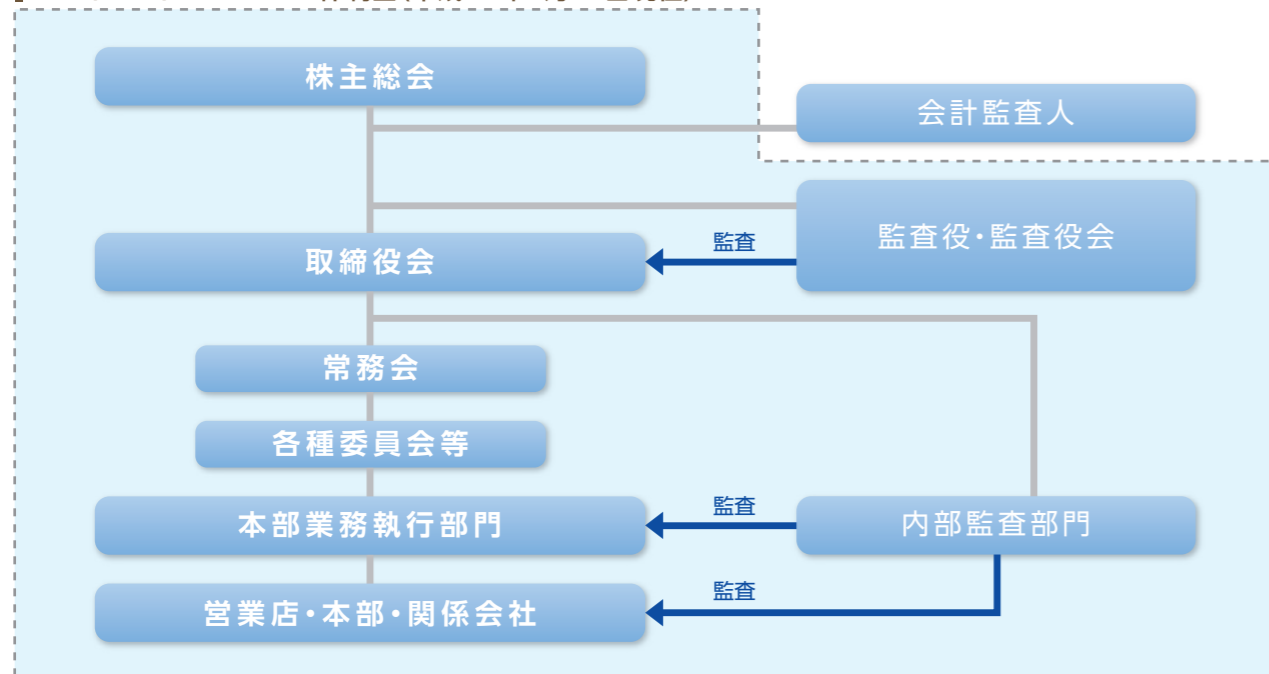 株主総会
会計監査人
監査役・監査役会
監査
取締役会
常務会
各種委員会等
監査
本部業務執行部門
内部監査部門
監査
営業店・本部・関係会社